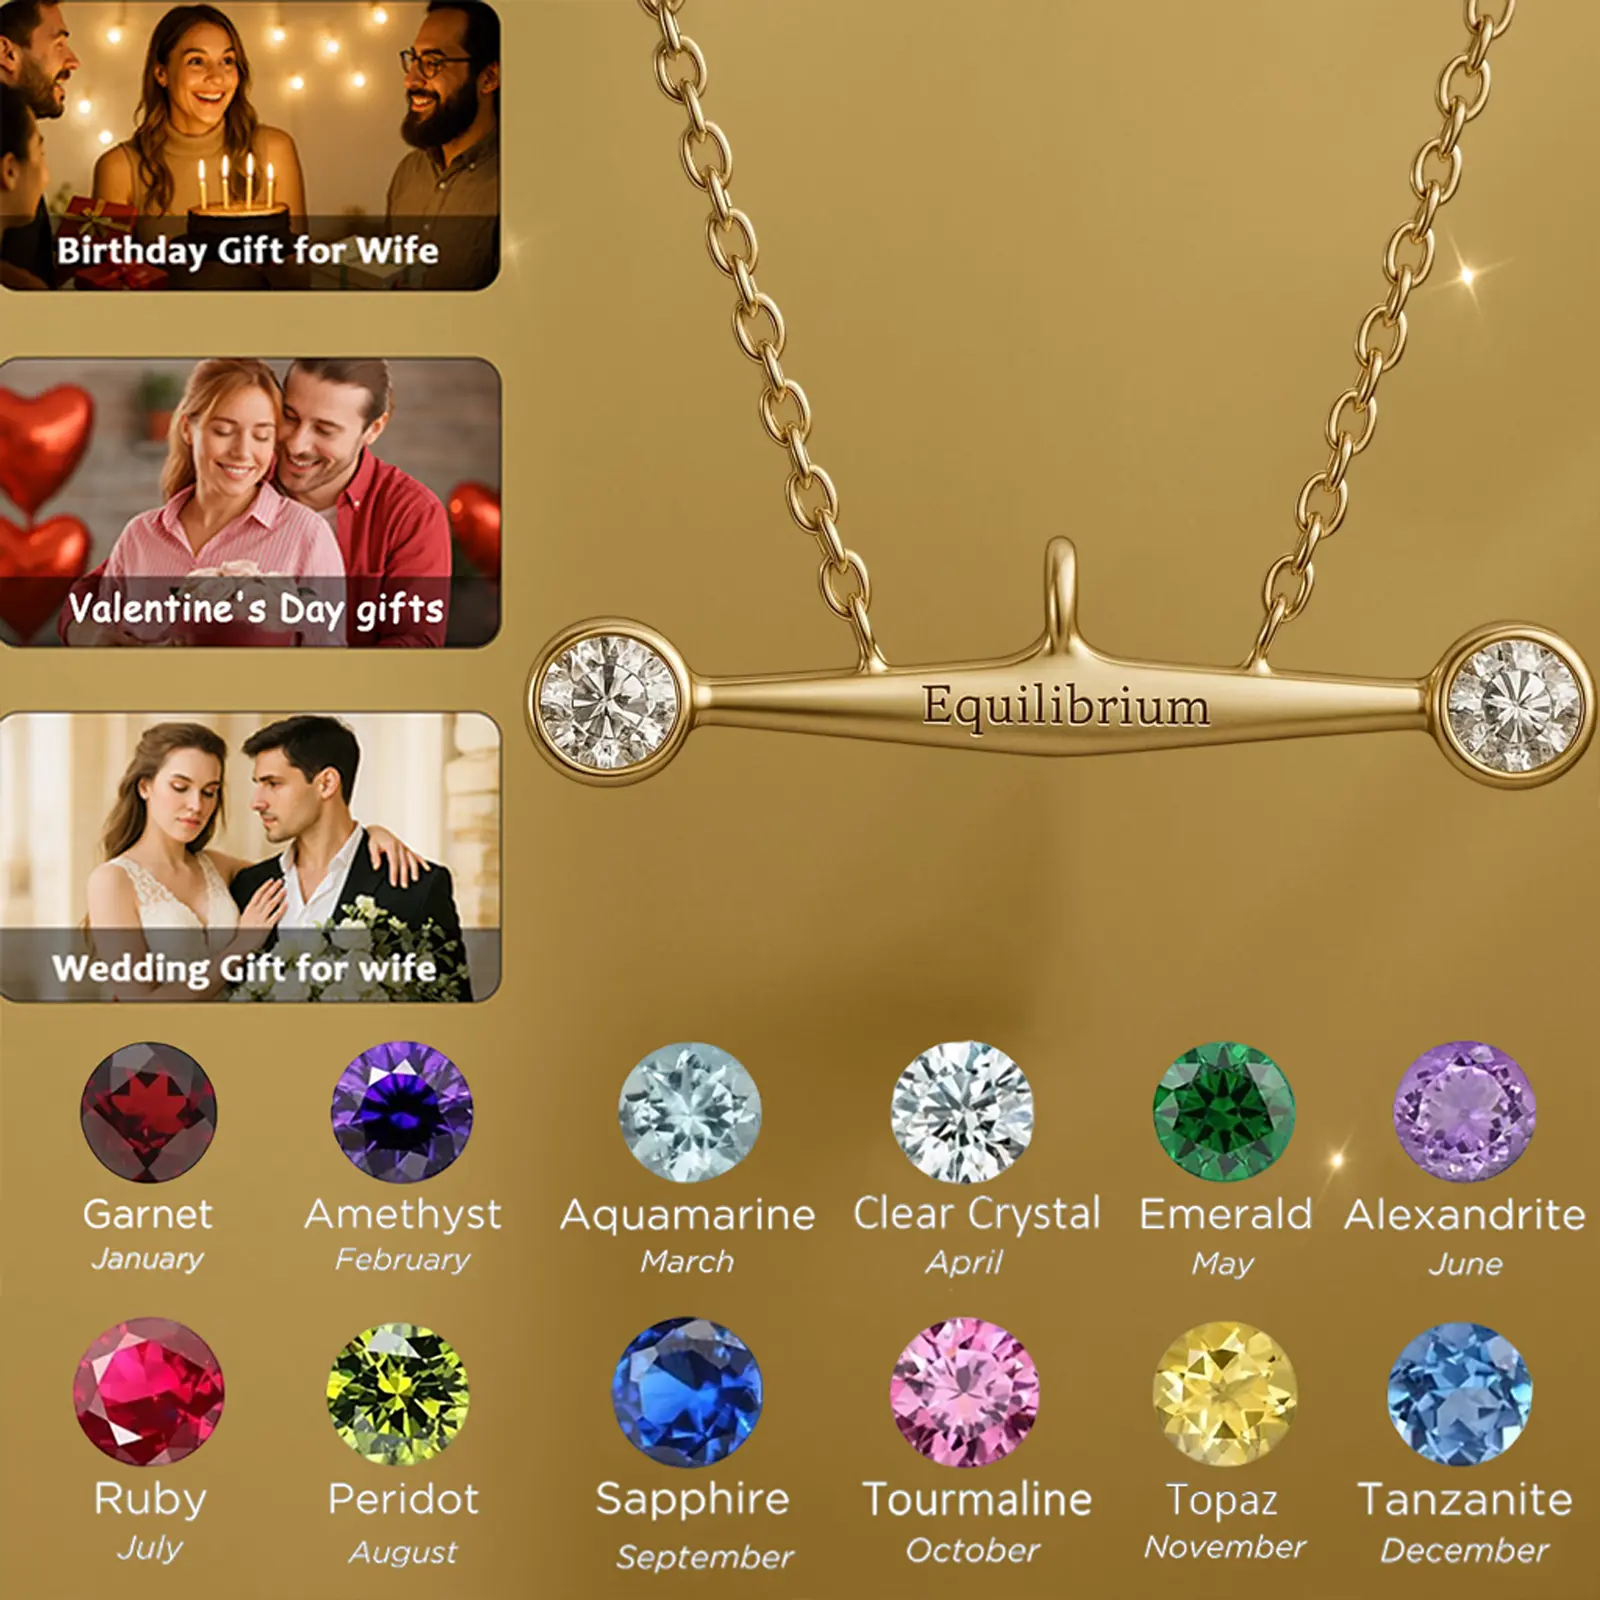 Birthday Gift for Wife
Valentine's Day gifts
Wedding Gift for wife
Equilibrium
Garnet
January
Amethyst
February
Aquamarine
March
Clear Crystal
April
Emerald
May
Alexandrite
June
Ruby
July
Peridot
August
Sapphire
September
Tourmaline
October
Topaz
November
Tanzanite
December